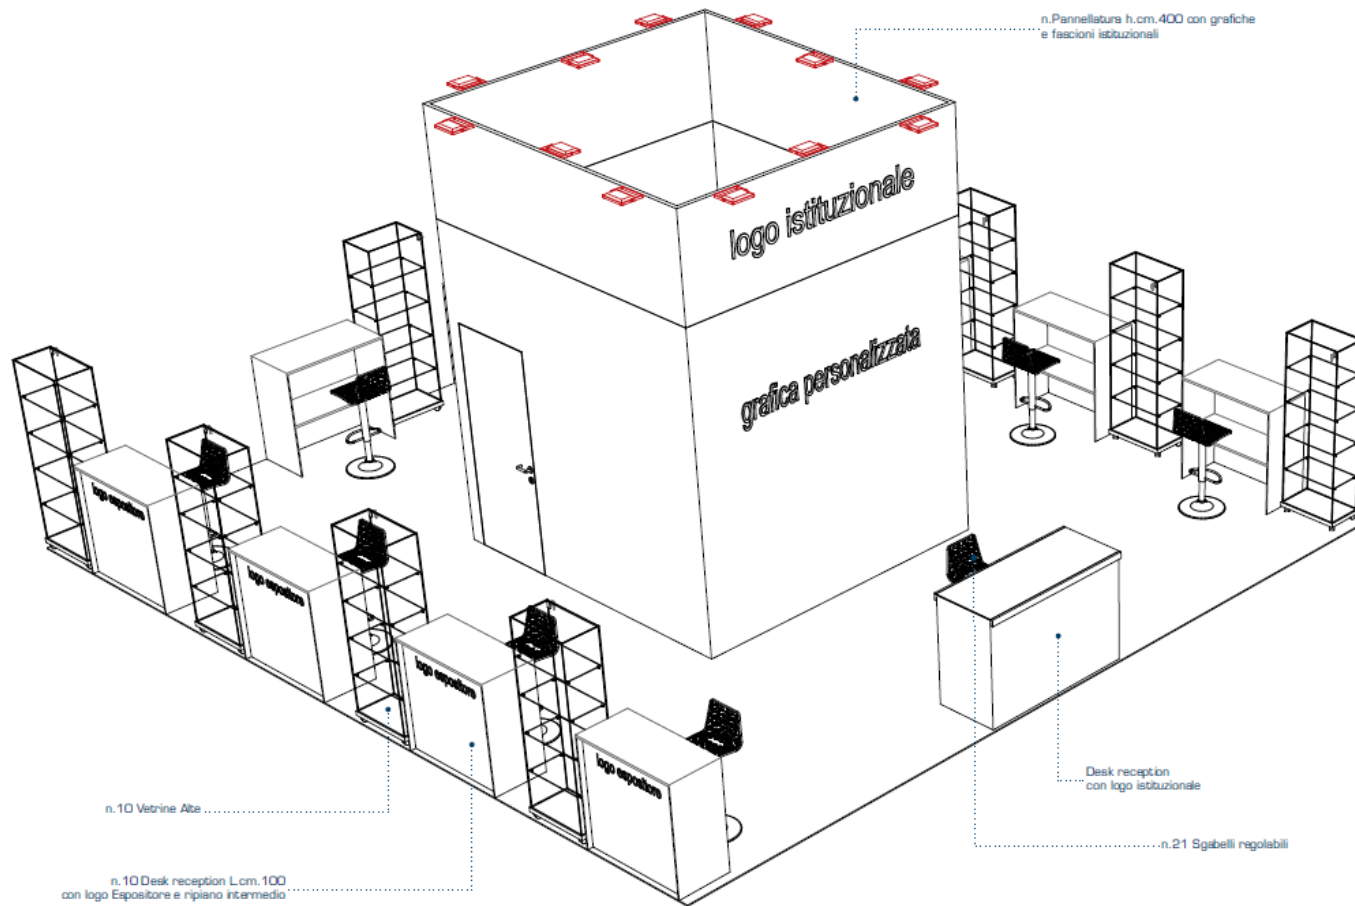 n.Pannellatura h.cm.400 con grafiche
e fascioni istituzionali
logo istituzionale
grafica personalizzata
logo espositore
logo espositore
logo espositore
logo espositore
Desk reception
con logo istituzionale
n.10 Vetrine Alte
n.21 Sgabelli regolabili
n.10 Desk reception L.cm.100
con logo Espositore e ripiano intermedio